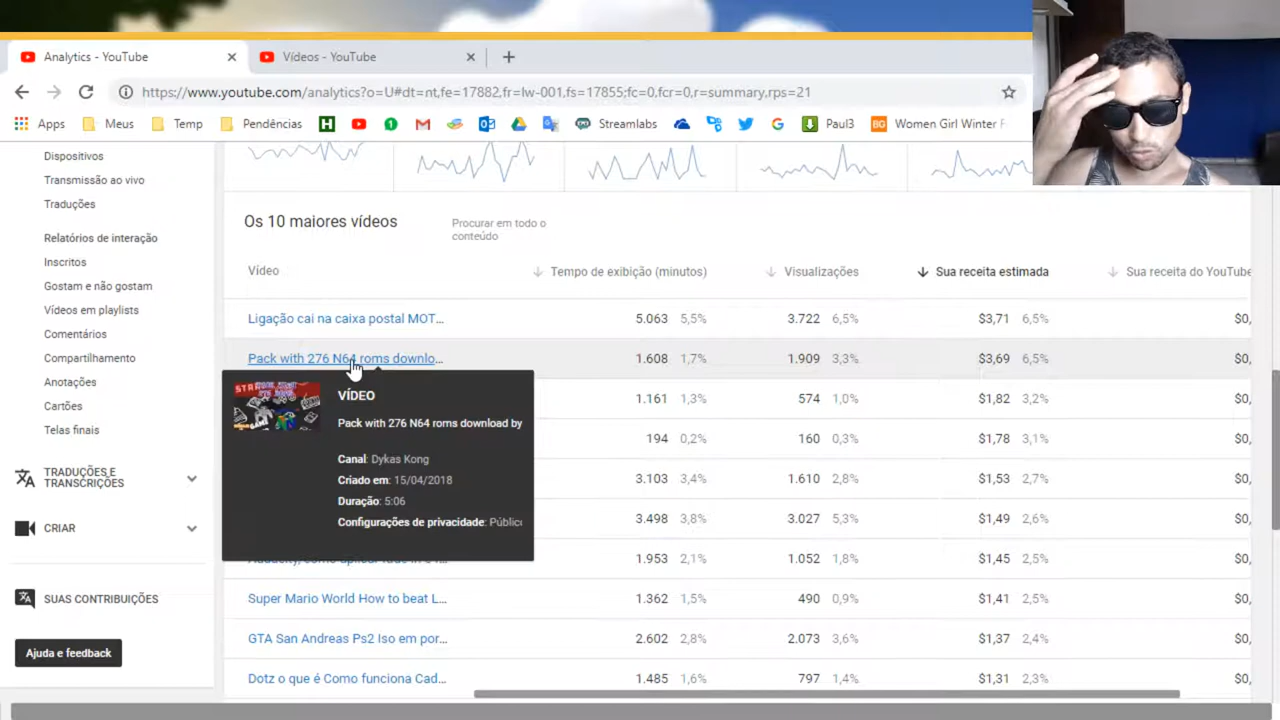 Analytics - YouTube
Vídeos - YouTube
https://www.youtube.com/analytics?o=U#dt=nt,fe=17882,fr=lw-001,fs=17855;fc=0,fcr=0,r=summary,rps=21
Apps Meus Temp Pendências Streamlabs Paul3 Women Girl Winter F
Dispositivos
Transmissão ao vivo
Traduções
Relatórios de interação
Inscritos
Gostam e não gostam
Vídeos em playlists
Comentários
Compartilhamento
Anotações
Cartões
Telas finais
TRADUÇÕES E
TRANSCRIÇÕES
CRIAR
SUAS CONTRIBUIÇÕES
Ajuda e feedback
Os 10 maiores vídeos
Procurar em todo o
conteúdo
Vídeo Tempo de exibição (minutos) Visualizações Sua receita estimada Sua receita do YouTube
Ligação cai na caixa postal MOT... 5.063 5,5% 3.722 6,5% $3,71 6,5% $0,
Pack with 276 N64 roms downlo... 1.608 1,7% 1.909 3,3% $3,69 6,5% $0,
1.161 1,3% 574 1,0% $1,82 3,2% $0,
194 0,2% 160 0,3% $1,78 3,1% $0,
3.103 3,4% 1.610 2,8% $1,53 2,7% $0,
3.498 3,8% 3.027 5,3% $1,49 2,6% $0,
1.953 2,1% 1.052 1,8% $1,45 2,5% $0,
Super Mario World How to beat L... 1.362 1,5% 490 0,9% $1,41 2,5% $0,
GTA San Andreas Ps2 Iso em por... 2.602 2,8% 2.073 3,6% $1,37 2,4% $0,
Dotz o que é Como funciona Cad... 1.485 1,6% 797 1,4% $1,31 2,3% $0,
VÍDEO
Pack with 276 N64 roms download by
Canal: Dykas Kong
Criado em: 15/04/2018
Duração: 5:06
Configurações de privacidade: Público